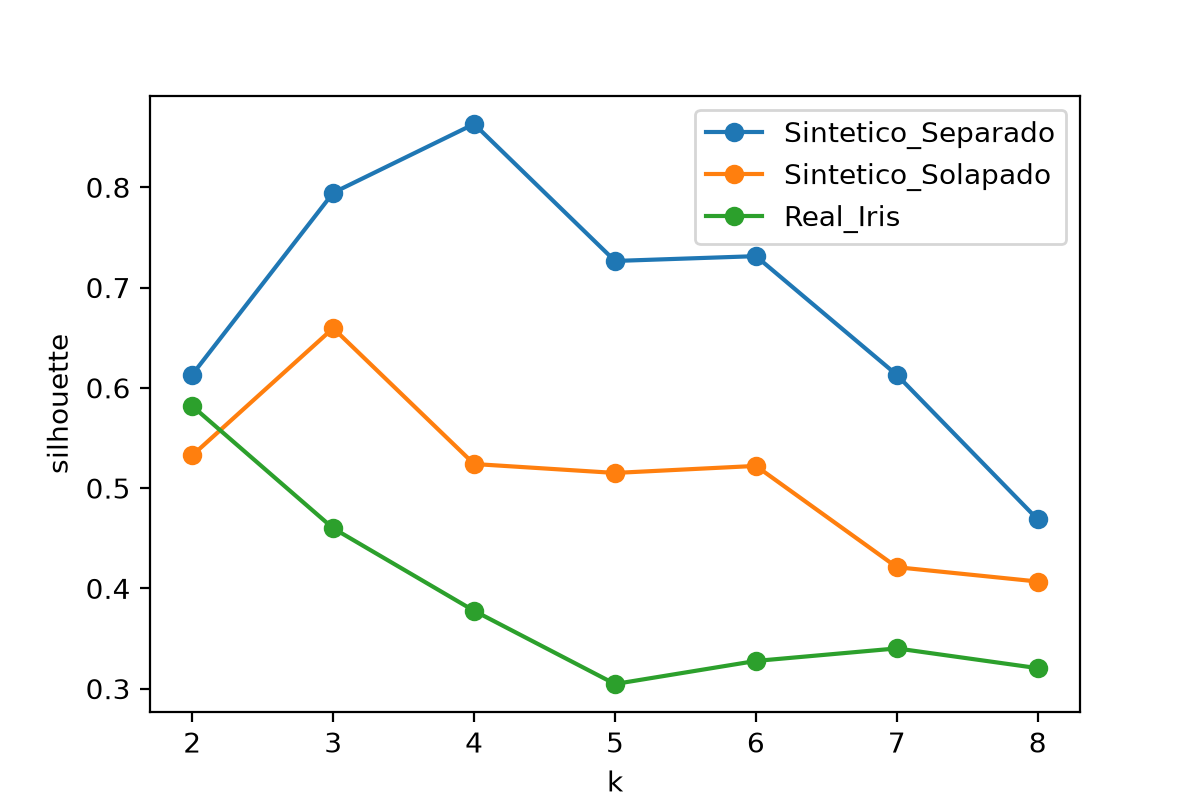 Sintetico_Separado
Sintetico_Solapado
Real_Iris
0.8
0.7
0.6
0.5
0.4
0.3
silhouette
2 3 4 5 6 7 8
k